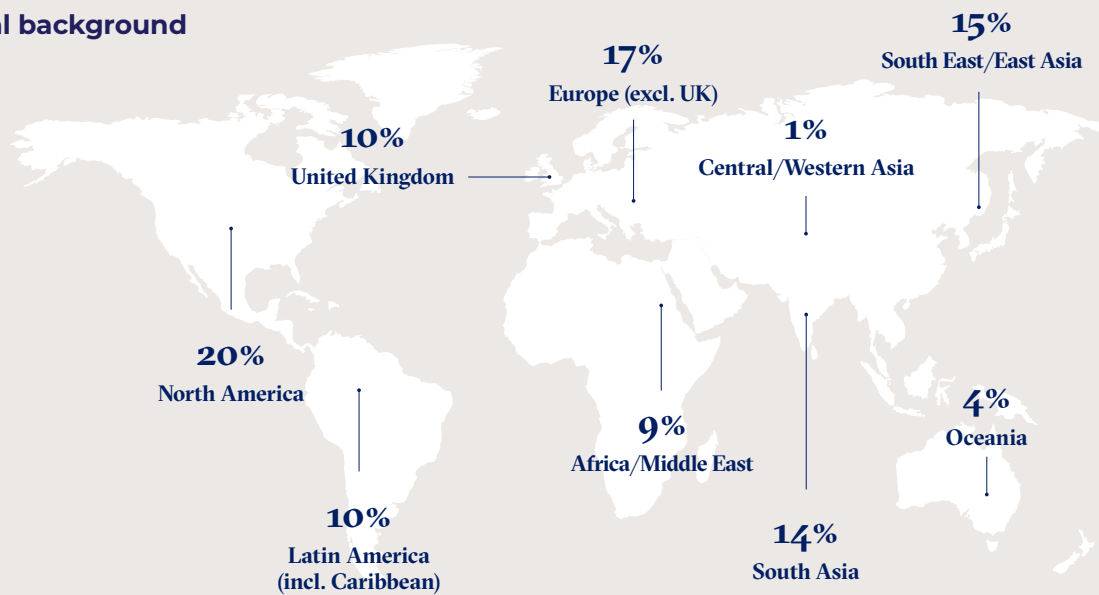 al background
15%
South East/East Asia
17%
Europe (excl. UK)
1%
Central/Western Asia
10%
United Kingdom
20%
North America
4%
Oceania
9%
Africa/Middle East
10%
Latin America
(incl. Caribbean)
14%
South Asia